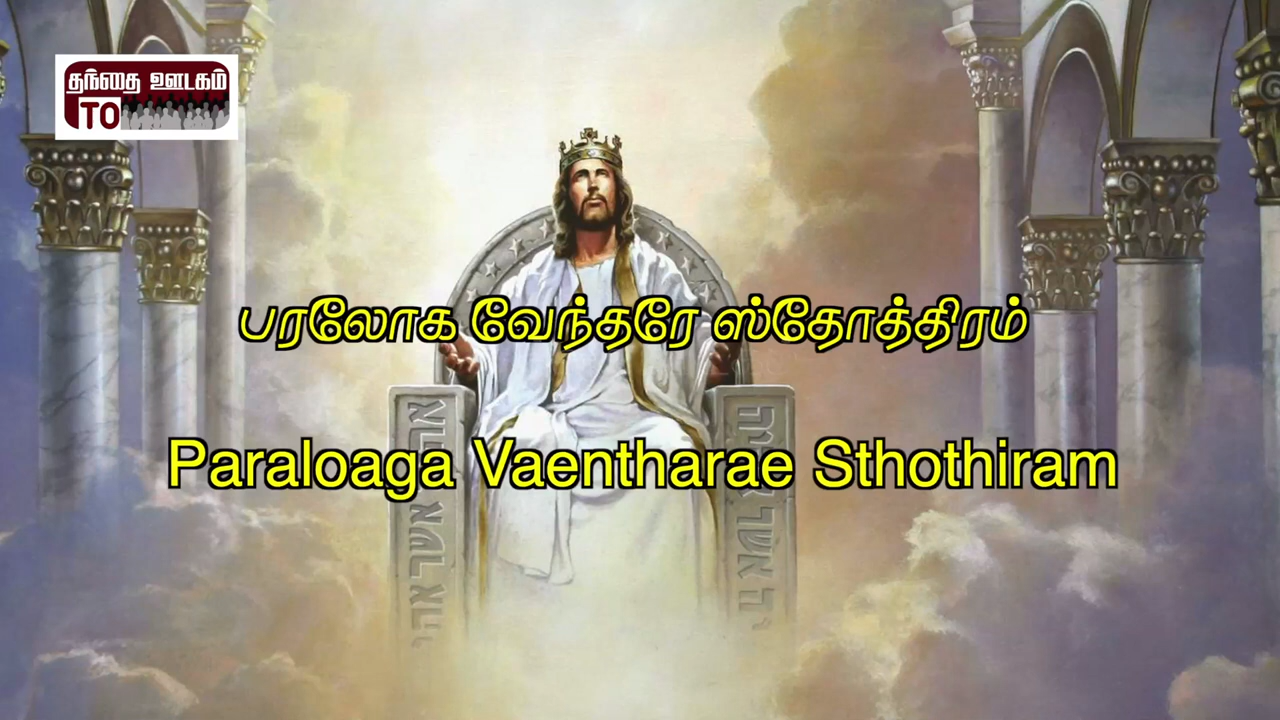 தந்தை ஊடகம்
TO
பரலோக வேந்தரே ஸ்தோத்திரம்
Paraloaga Vaentharae Sthothiram